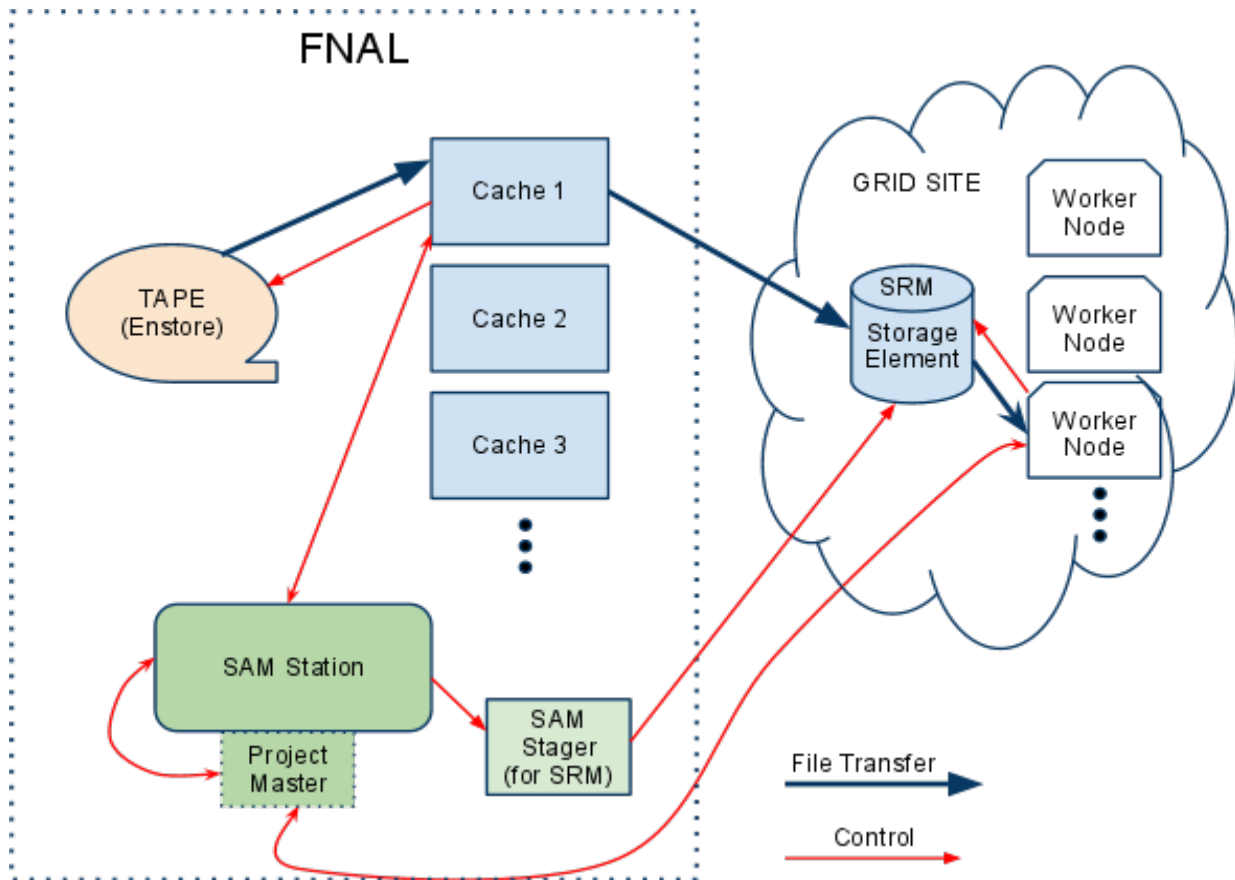 FNAL
Cache 1
TAPE
(Enstore)
Cache 2
Cache 3
SAM Station
Project
Master
SAM
Stager
(for SRM)
GRID SITE
SRM
Storage
Element
Worker
Node
Worker
Node
Worker
Node
File Transfer
Control